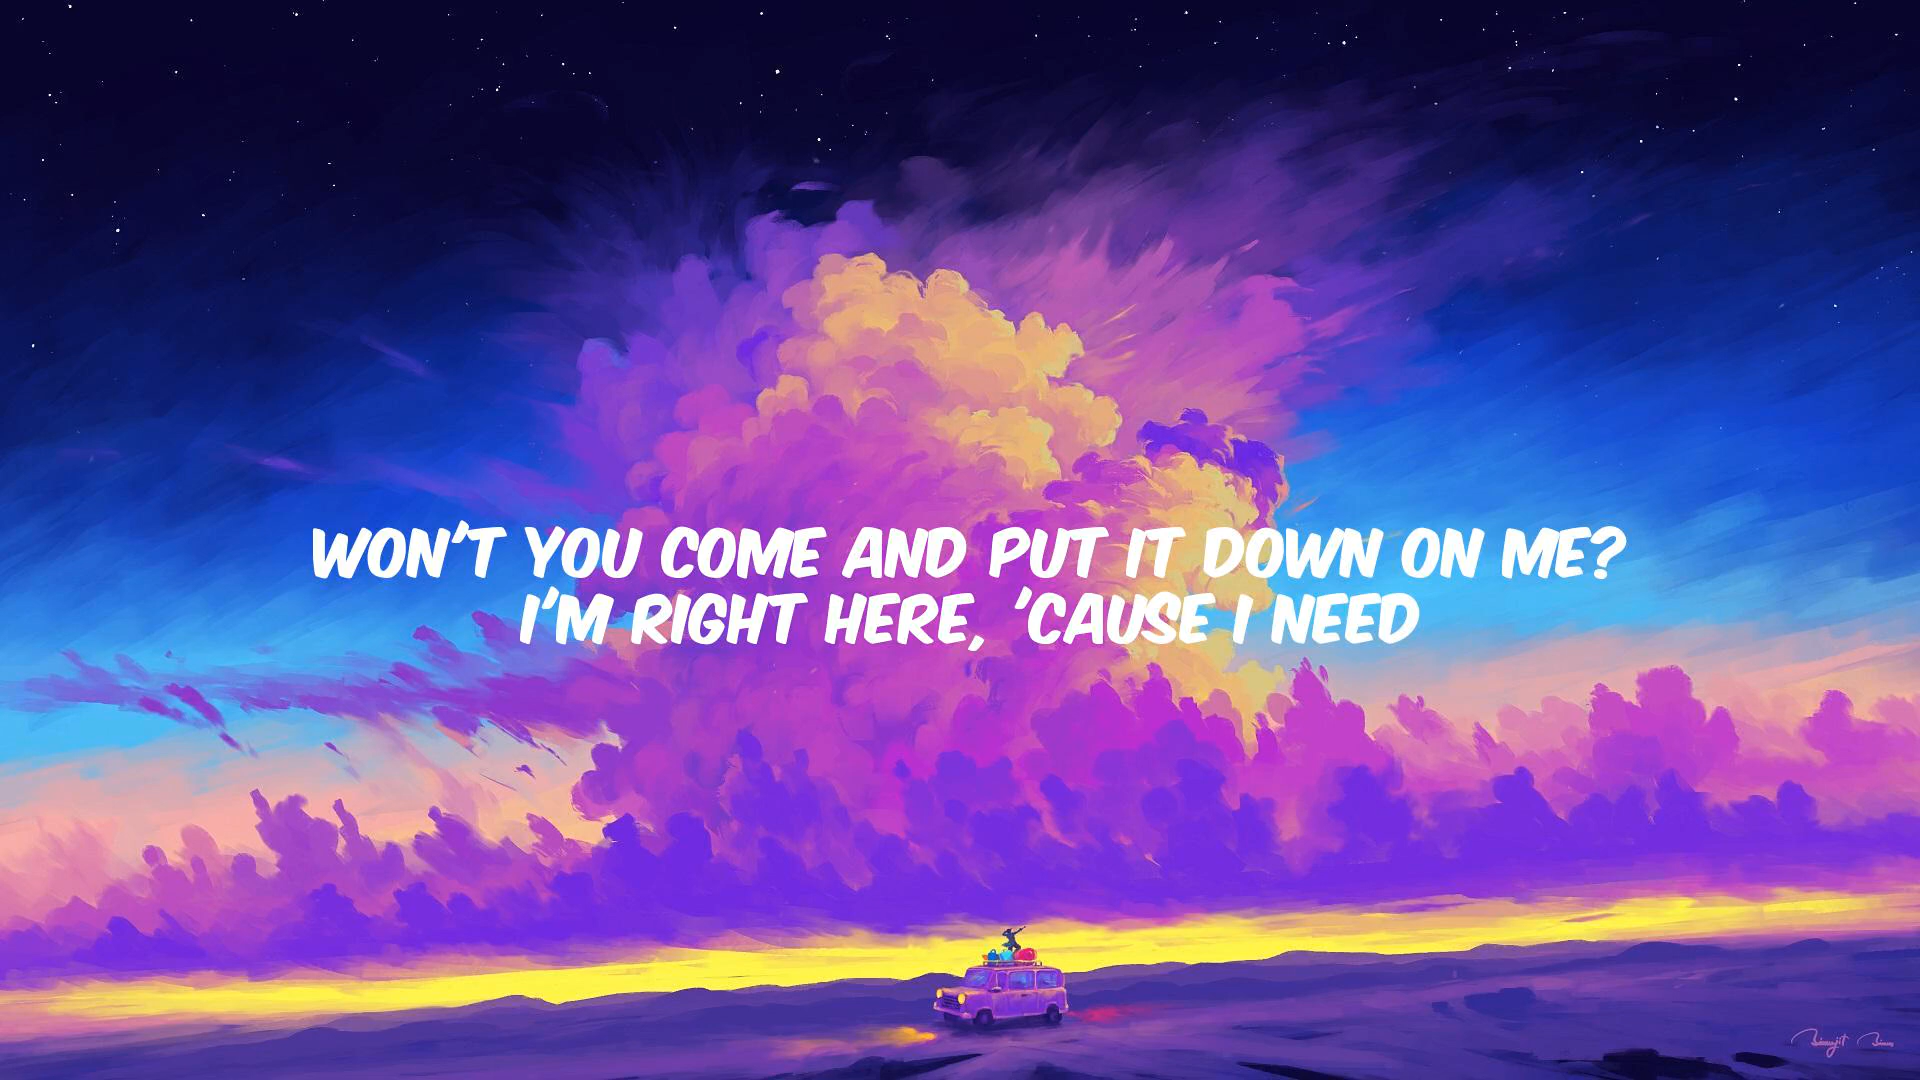 WON'T YOU COME AND PUT IT DOWN ON ME?
I'M RIGHT HERE, 'CAUSE I NEED